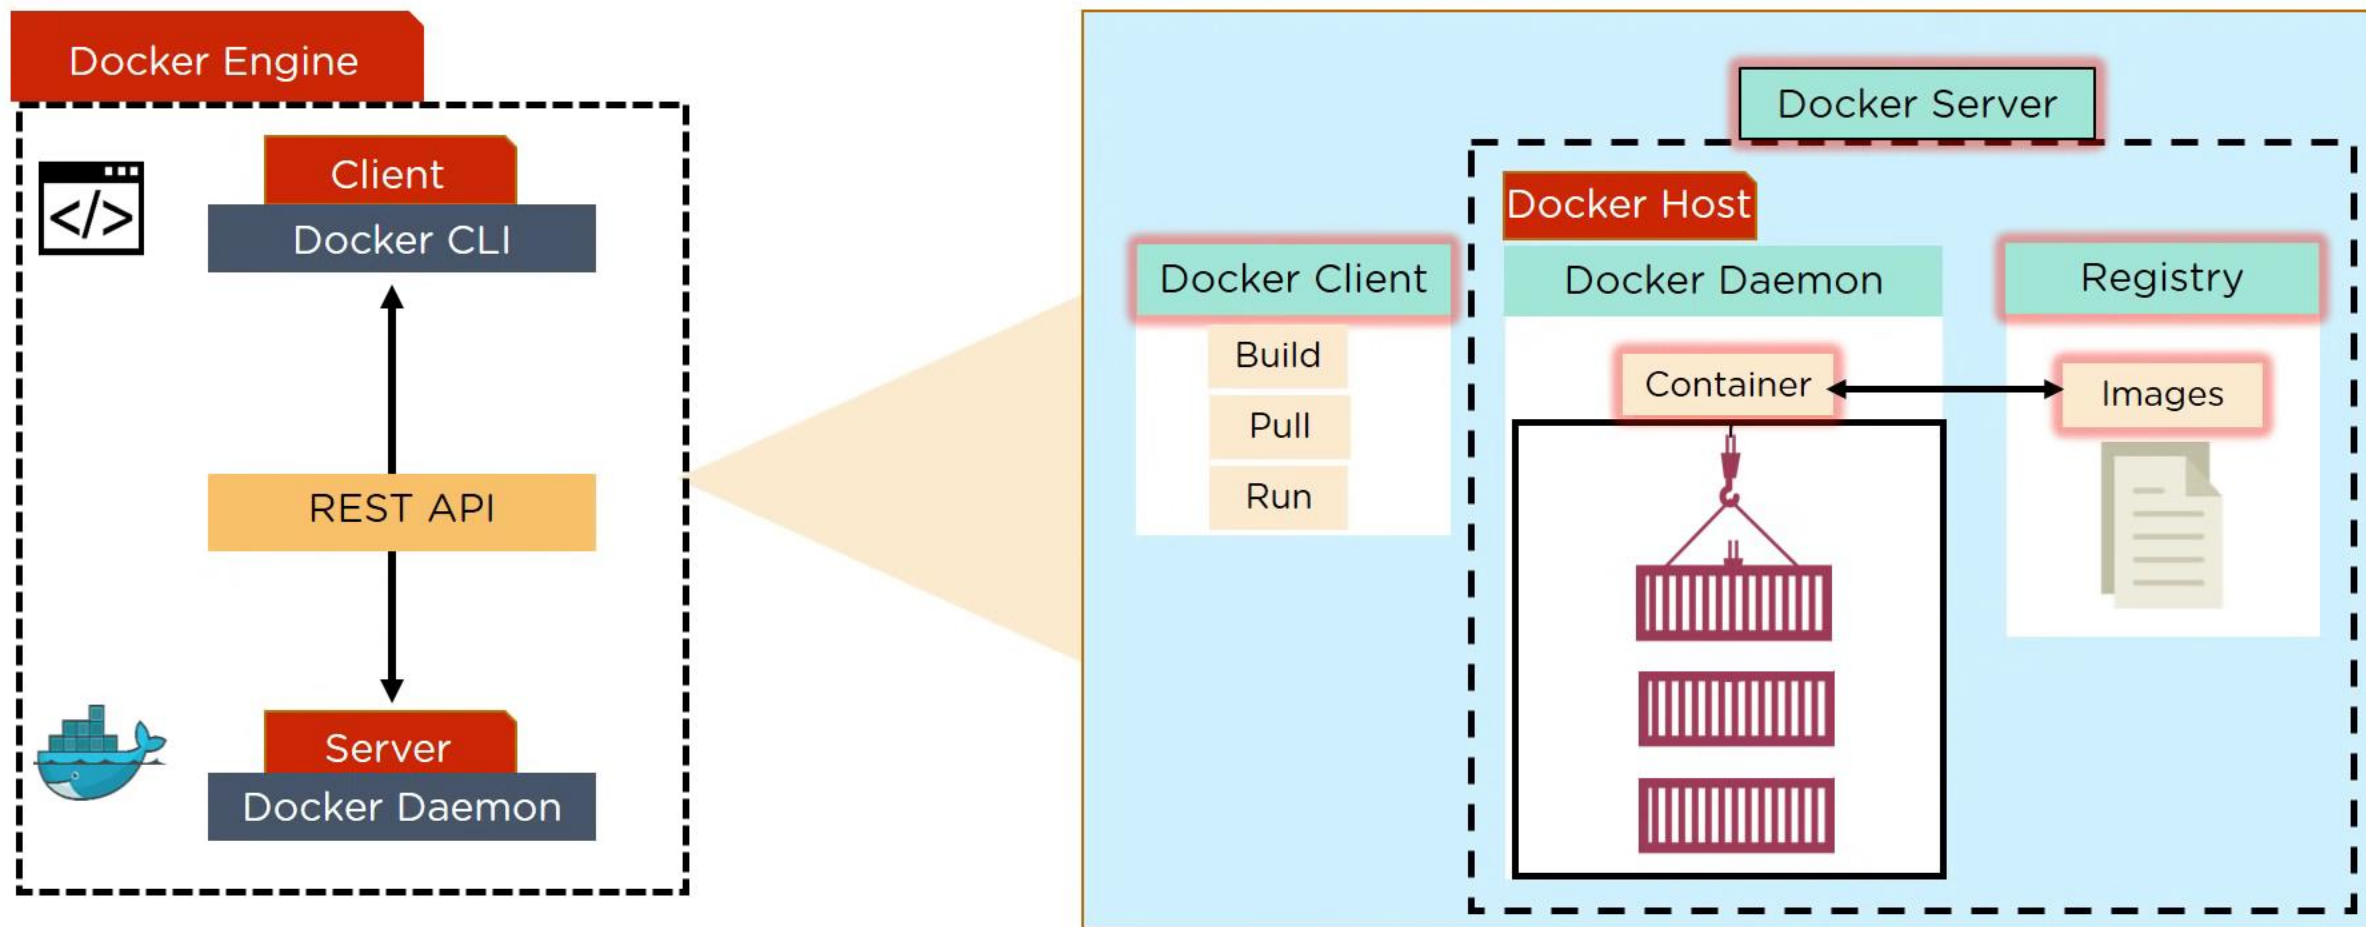 Docker Engine
Client
Docker CLI
REST API
Server
Docker Daemon
Docker Server
Docker Host
Docker Client
Build
Pull
Run
Docker Daemon
Container
Registry
Images